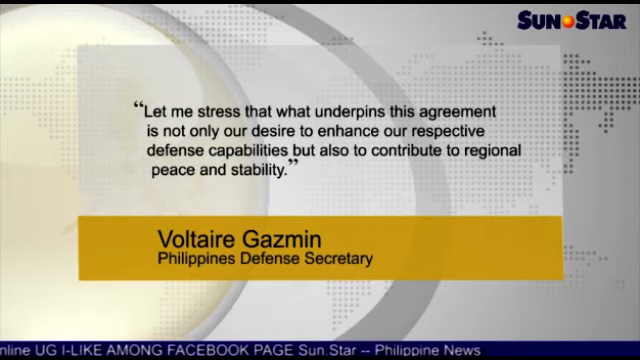 SUN STAR
“Let me stress that what underpins this agreement
is not only our desire to enhance our respective
defense capabilities but also to contribute to regional
peace and stability.”
Voltaire Gazmin
Philippines Defense Secretary
nline UG I-LIKE AMONG FACEBOOK PAGE Sun.Star -- Philippine News